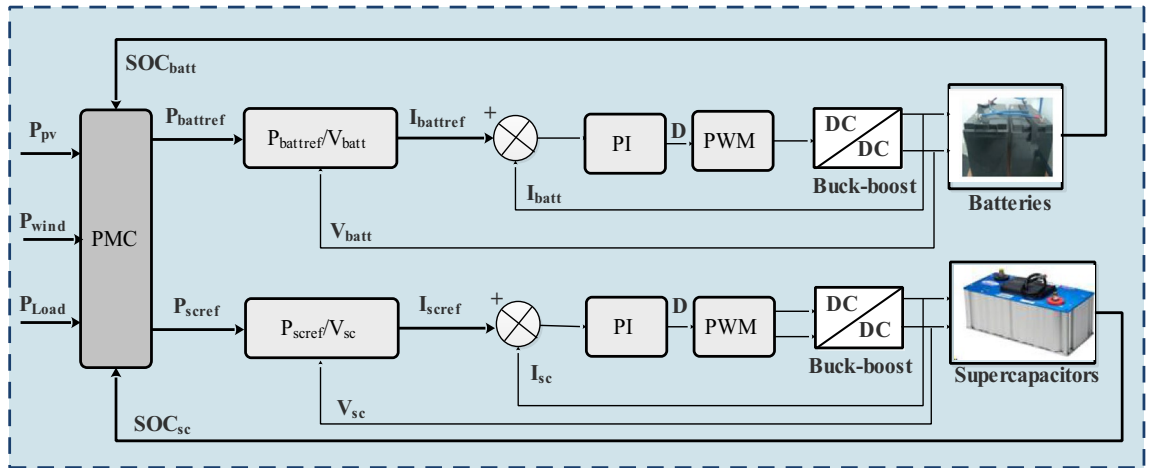 SOCbatt
Ppv
Pbattref
Pbattref/Vbatt
Ibattref
+
PI
D
PWM
DC
DC
Buck-boost
Batteries
Ibatt
Vbatt
Pwind
PMC
PLoad
Pscref
Pscref/Vsc
Iscref
+
PI
D
PWM
DC
DC
Buck-boost
Supercapacitors
Isc
Vsc
SOCsc